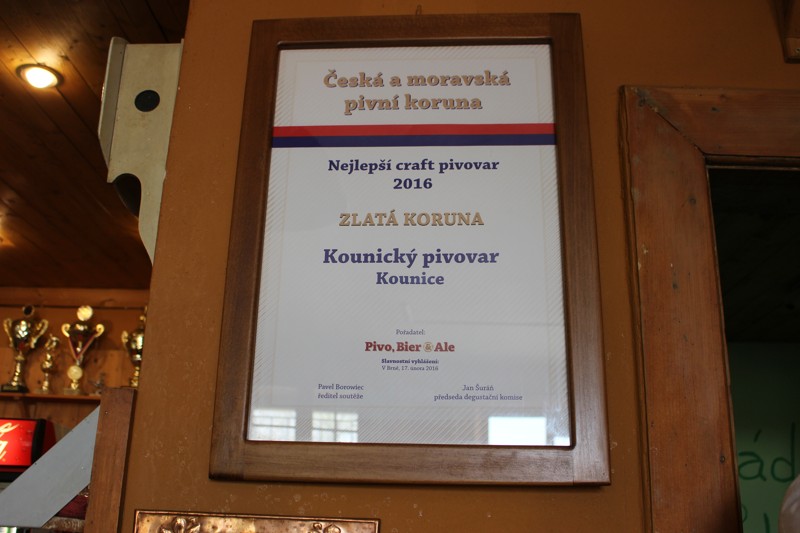 Česká a moravská
pivní koruna
Nejlepší craft pivovar
2016
ZLATÁ KORUNA
Kounický pivovar
Kounice
Pořadatel:
Pivo, Bier & Ale
Slavnostní vyhlášení:
V Brně, 17. února 2016
Pavel Borowiec
ředitel soutěže
Jan Šuráň
předseda degustační komise